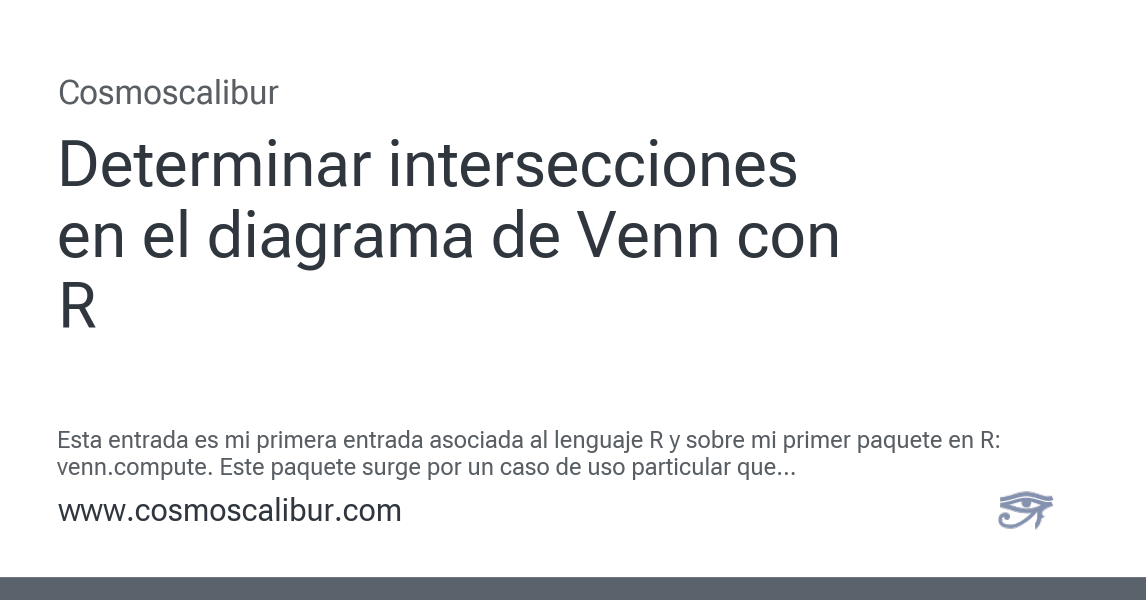 Cosmoscalibur
Determinar intersecciones
en el diagrama de Venn con
R
Esta entrada es mi primera entrada asociada al lenguaje R y sobre mi primer paquete en R:
venn.compute. Este paquete surge por un caso de uso particular que...
www.cosmoscalibur.com